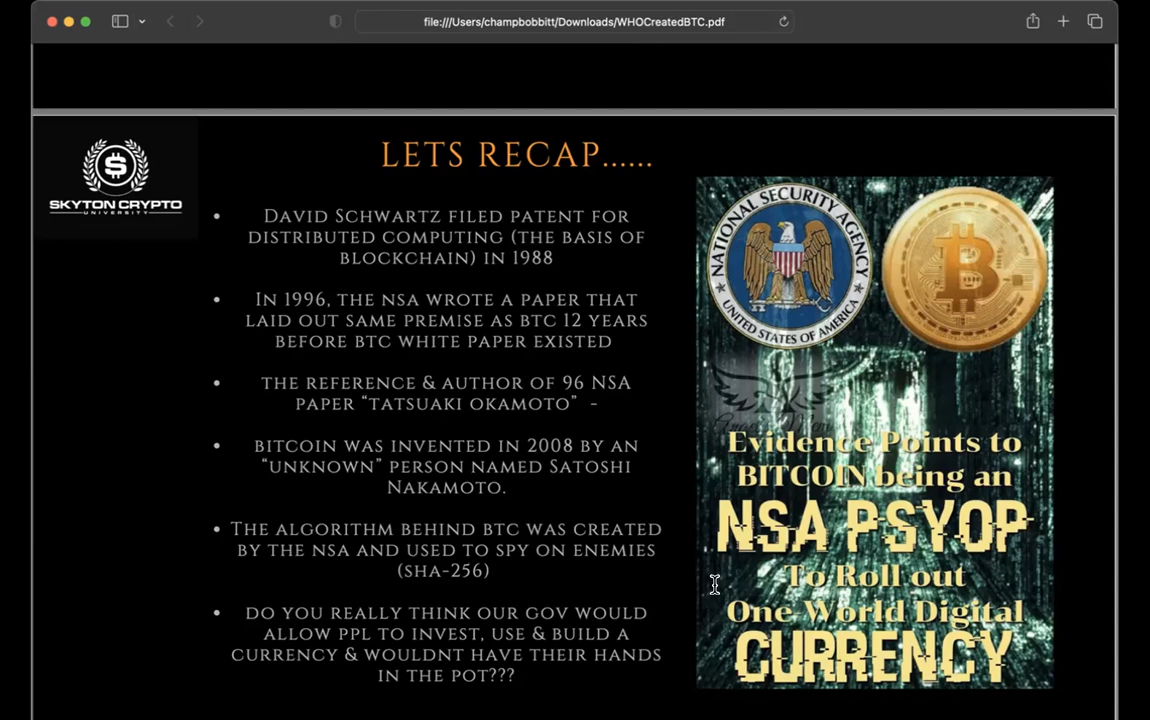 file:///Users/champbobbitt/Downloads/WHOCreatedBTC.pdf
SKYTON CRYPTO
UNIVERSITY
LETS RECAP......
• DAVID SCHWARTZ FILED PATENT FOR
DISTRIBUTED COMPUTING (THE BASIS OF
BLOCKCHAIN) IN 1988
• IN 1996, THE NSA WROTE A PAPER THAT
LAID OUT SAME PREMISE AS BTC 12 YEARS
BEFORE BTC WHITE PAPER EXISTED
• THE REFERENCE & AUTHOR OF 96 NSA
PAPER “TATSUAKI OKAMOTO” -
• BITCOIN WAS INVENTED IN 2008 BY AN
“UNKNOWN” PERSON NAMED SATOSHI
NAKAMOTO.
• THE ALGORITHM BEHIND BTC WAS CREATED
BY THE NSA AND USED TO SPY ON ENEMIES
(SHA-256)
• DO YOU REALLY THINK OUR GOV WOULD
ALLOW PPL TO INVEST, USE & BUILD A
CURRENCY & WOULDNT HAVE THEIR HANDS
IN THE POT???
NATIONAL SECURITY AGENCY
UNITED STATES OF AMERICA
Evidence Points to
BITCOIN being an
NSA PSYOP
To Roll out
One World Digital
CURRENCY